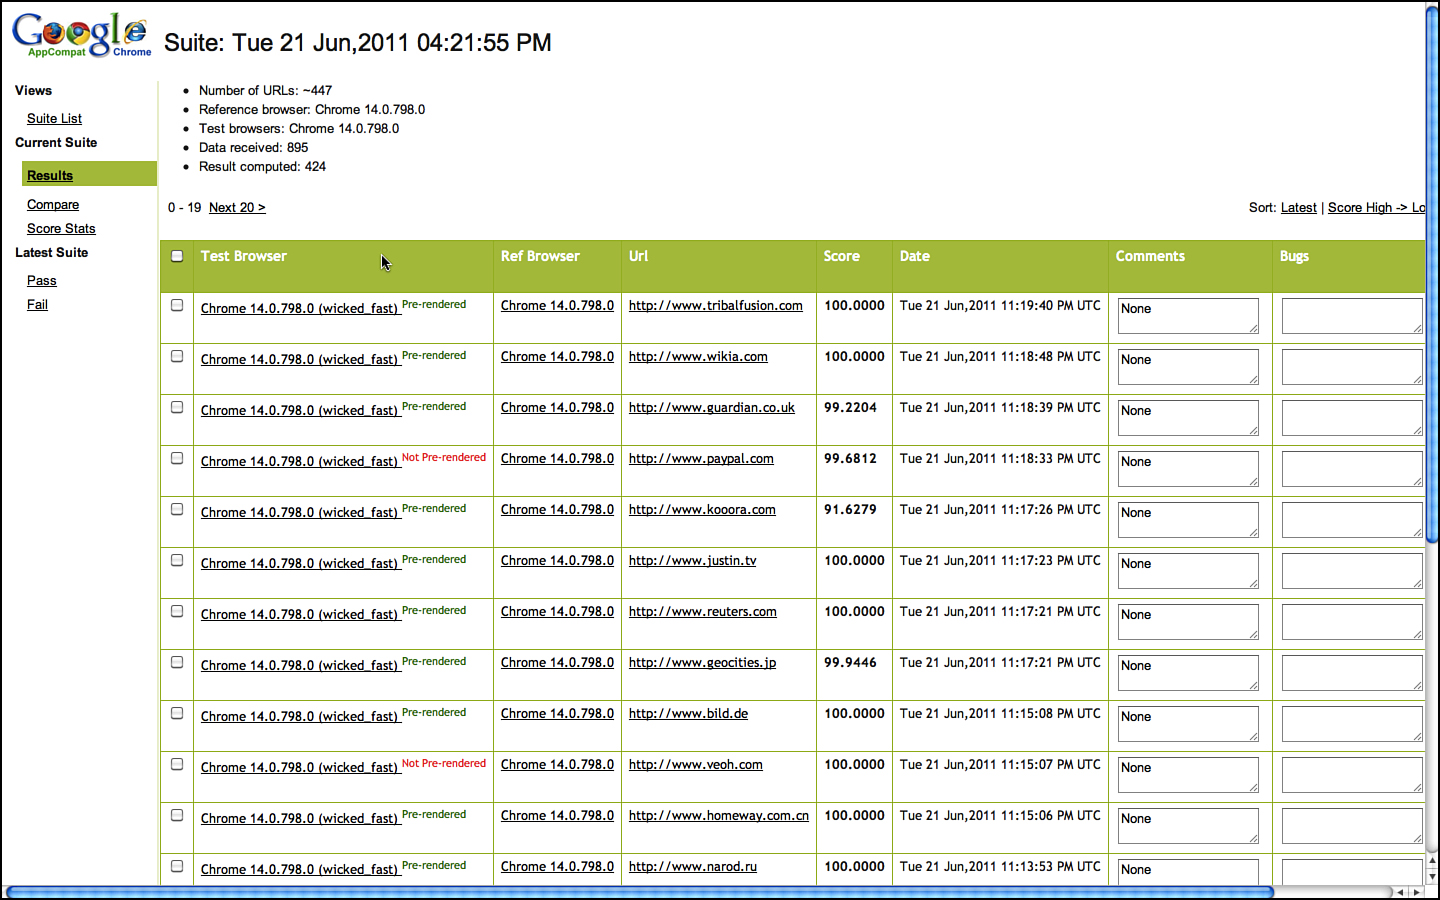 Google
AppCompat Chrome
Suite: Tue 21 Jun,2011 04:21:55 PM
Views
Suite List
Current Suite
Results
Compare
Score Stats
Latest Suite
Pass
Fail
Number of URLs: ~447
Reference browser: Chrome 14.0.798.0
Test browsers: Chrome 14.0.798.0
Data received: 895
Result computed: 424
0 - 19 Next 20 > Sort: Latest | Score High -> Lo
Test Browser Ref Browser Url Score Date Comments Bugs
Chrome 14.0.798.0 (wicked_fast) Pre-rendered Chrome 14.0.798.0 http://www.tribalfusion.com 100.0000 Tue 21 Jun,2011 11:19:40 PM UTC None
Chrome 14.0.798.0 (wicked_fast) Pre-rendered Chrome 14.0.798.0 http://www.wikia.com 100.0000 Tue 21 Jun,2011 11:18:48 PM UTC None
Chrome 14.0.798.0 (wicked_fast) Pre-rendered Chrome 14.0.798.0 http://www.guardian.co.uk 99.2204 Tue 21 Jun,2011 11:18:39 PM UTC None
Chrome 14.0.798.0 (wicked_fast) Not Pre-rendered Chrome 14.0.798.0 http://www.paypal.com 99.6812 Tue 21 Jun,2011 11:18:33 PM UTC None
Chrome 14.0.798.0 (wicked_fast) Pre-rendered Chrome 14.0.798.0 http://www.kooora.com 91.6279 Tue 21 Jun,2011 11:17:26 PM UTC None
Chrome 14.0.798.0 (wicked_fast) Pre-rendered Chrome 14.0.798.0 http://www.justin.tv 100.0000 Tue 21 Jun,2011 11:17:23 PM UTC None
Chrome 14.0.798.0 (wicked_fast) Pre-rendered Chrome 14.0.798.0 http://www.reuters.com 100.0000 Tue 21 Jun,2011 11:17:21 PM UTC None
Chrome 14.0.798.0 (wicked_fast) Pre-rendered Chrome 14.0.798.0 http://www.geocities.jp 99.9446 Tue 21 Jun,2011 11:17:21 PM UTC None
Chrome 14.0.798.0 (wicked_fast) Pre-rendered Chrome 14.0.798.0 http://www.bild.de 100.0000 Tue 21 Jun,2011 11:15:08 PM UTC None
Chrome 14.0.798.0 (wicked_fast) Not Pre-rendered Chrome 14.0.798.0 http://www.veoh.com 100.0000 Tue 21 Jun,2011 11:15:07 PM UTC None
Chrome 14.0.798.0 (wicked_fast) Pre-rendered Chrome 14.0.798.0 http://www.homeway.com.cn 100.0000 Tue 21 Jun,2011 11:15:06 PM UTC None
Chrome 14.0.798.0 (wicked_fast) Pre-rendered Chrome 14.0.798.0 http://www.narod.ru 100.0000 Tue 21 Jun,2011 11:13:53 PM UTC None